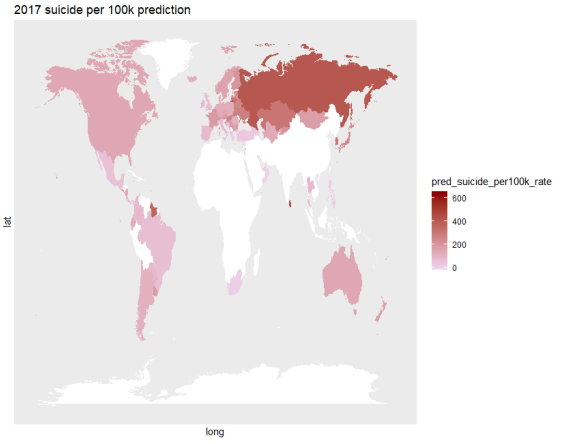 2017 suicide per 100k prediction
lat
long
pred_suicide_per100k_rate
600
400
200
0